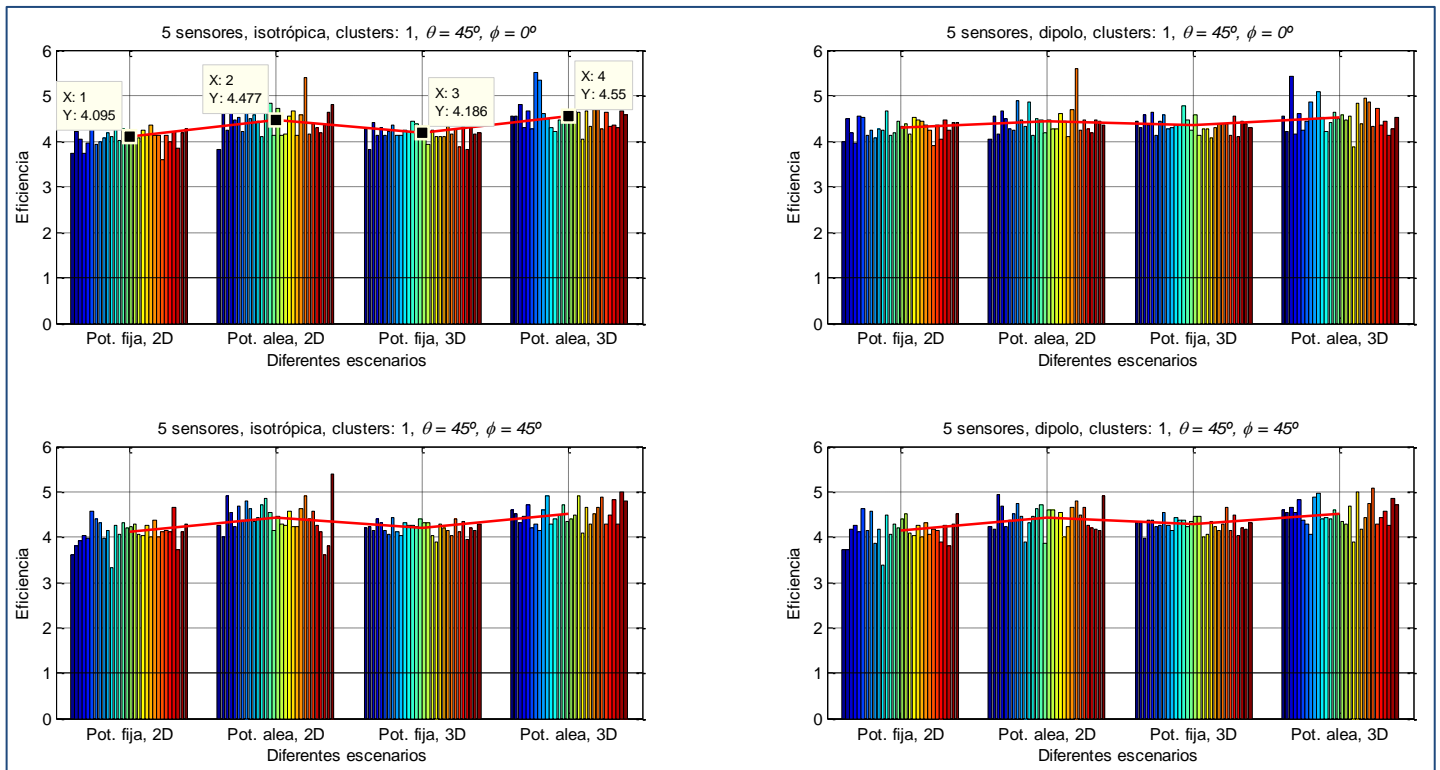 5 sensores, isotrópica, clusters: 1, θ = 45º, ϕ = 0º
6
5
4
3
2
1
0
Eficiencia
X: 1
Y: 4.095
X: 2
Y: 4.477
X: 3
Y: 4.186
X: 4
Y: 4.55
Pot. fija, 2D Pot. alea, 2D Pot. fija, 3D Pot. alea, 3D
Diferentes escenarios
5 sensores, dipolo, clusters: 1, θ = 45º, ϕ = 0º
6
5
4
3
2
1
0
Eficiencia
Pot. fija, 2D Pot. alea, 2D Pot. fija, 3D Pot. alea, 3D
Diferentes escenarios
5 sensores, isotrópica, clusters: 1, θ = 45º, ϕ = 45º
6
5
4
3
2
1
0
Eficiencia
Pot. fija, 2D Pot. alea, 2D Pot. fija, 3D Pot. alea, 3D
Diferentes escenarios
5 sensores, dipolo, clusters: 1, θ = 45º, ϕ = 45º
6
5
4
3
2
1
0
Eficiencia
Pot. fija, 2D Pot. alea, 2D Pot. fija, 3D Pot. alea, 3D
Diferentes escenarios